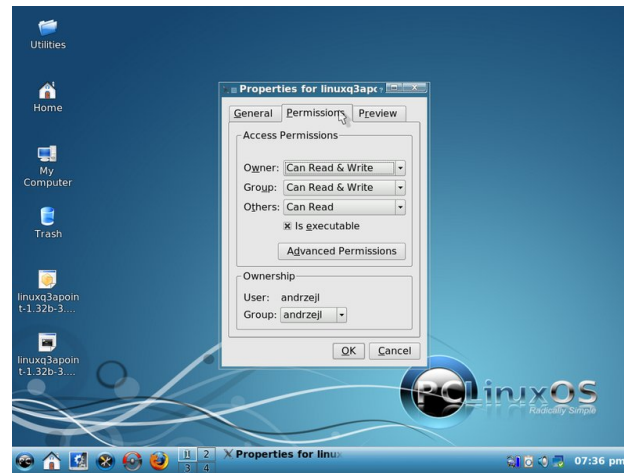 Utilities
Home
My
Computer
Trash
linuxq3apoin
t-1.32b-3....
linuxq3apoin
t-1.32b-3....
Properties for linuxq3apc
General Permissions Preview
Access Permissions
Owner: Can Read & Write
Group: Can Read & Write
Others: Can Read
Is executable
Advanced Permissions
Ownership
User: andrzejl
Group: andrzejl
OK Cancel
PCLinuxOS
Radically Simple
1 2
3 4
Properties for linu
07:36 pm